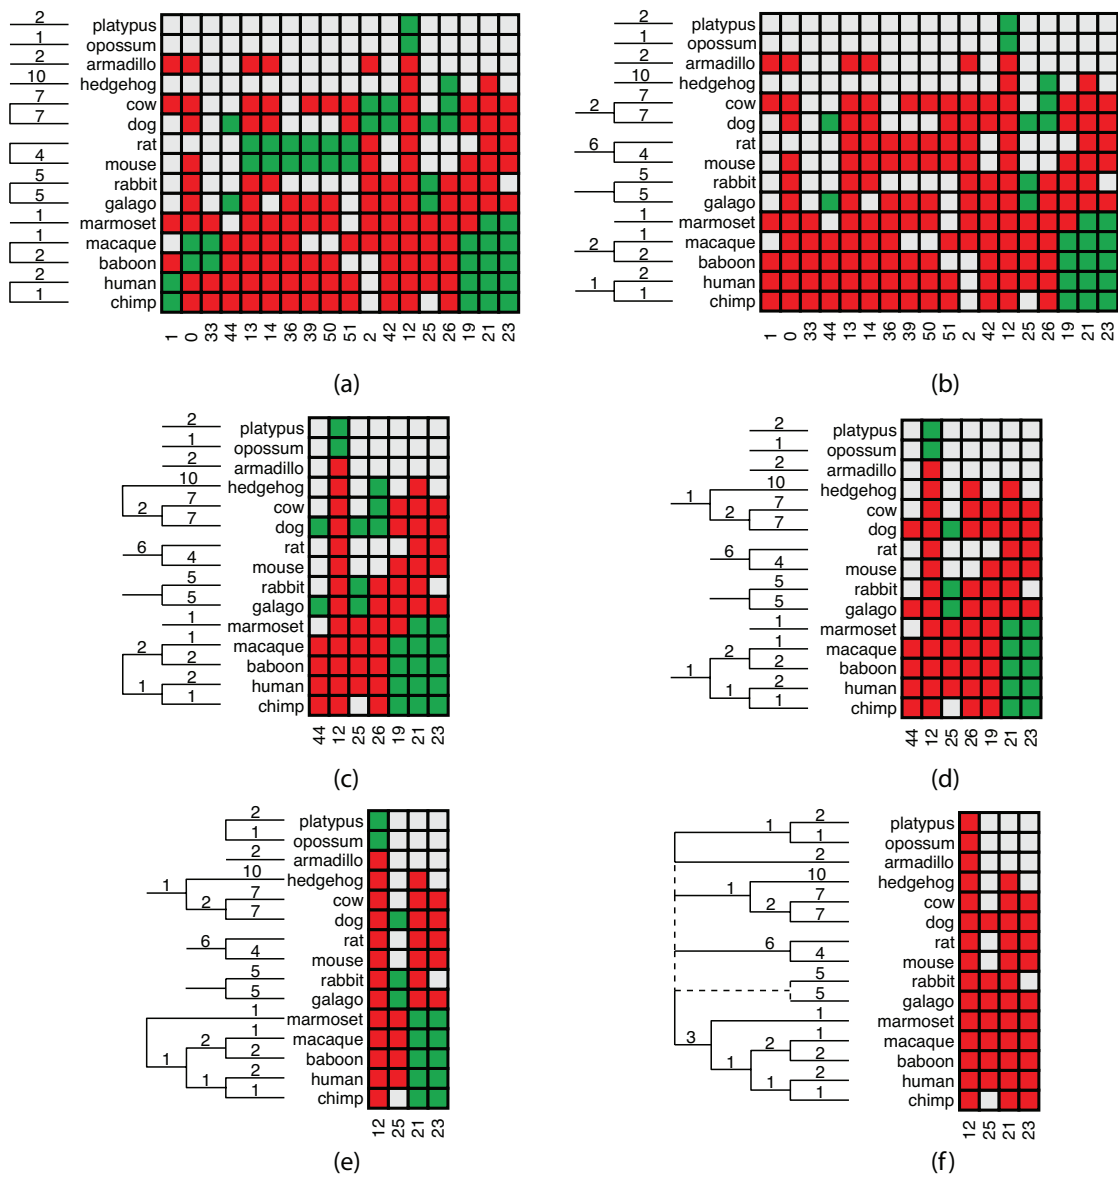 2 platypus
1 opossum
2 armadillo
10 hedgehog
7 cow
7 dog
rat
4 mouse
5 rabbit
5 galago
1 marmoset
1 macaque
2 baboon
2 human
1 chimp
1 0 33 44 13 14 36 39 50 51 2 42 12 25 26 19 21 23
(a)
2 platypus
1 opossum
2 armadillo
10 hedgehog
2 7 cow
7 dog
6 rat
4 mouse
5 rabbit
5 galago
1 marmoset
2 1 macaque
2 baboon
1 2 human
1 chimp
1 0 33 44 13 14 36 39 50 51 2 42 12 25 26 19 21 23
(b)
2 platypus
1 opossum
2 armadillo
10 hedgehog
2 7 cow
7 dog
6 rat
4 mouse
5 rabbit
5 galago
1 marmoset
2 1 macaque
2 baboon
1 2 human
1 chimp
44 12 25 26 19 21 23
(c)
2 platypus
1 opossum
2 armadillo
1 10 hedgehog
2 7 cow
7 dog
6 rat
4 mouse
5 rabbit
5 galago
1 marmoset
2 1 macaque
2 baboon
1 1 2 human
1 chimp
44 12 25 26 19 21 23
(d)
2 platypus
1 opossum
2 armadillo
1 10 hedgehog
2 7 cow
7 dog
6 rat
4 mouse
5 rabbit
5 galago
1 marmoset
2 1 macaque
1 2 baboon
1 2 human
1 chimp
12 25 21 23
(e)
1 2 platypus
1 opossum
2 armadillo
1 10 hedgehog
2 7 cow
7 dog
6 rat
4 mouse
5 rabbit
5 galago
1 marmoset
3 2 1 macaque
1 2 baboon
1 2 human
1 chimp
12 25 21 23
(f)